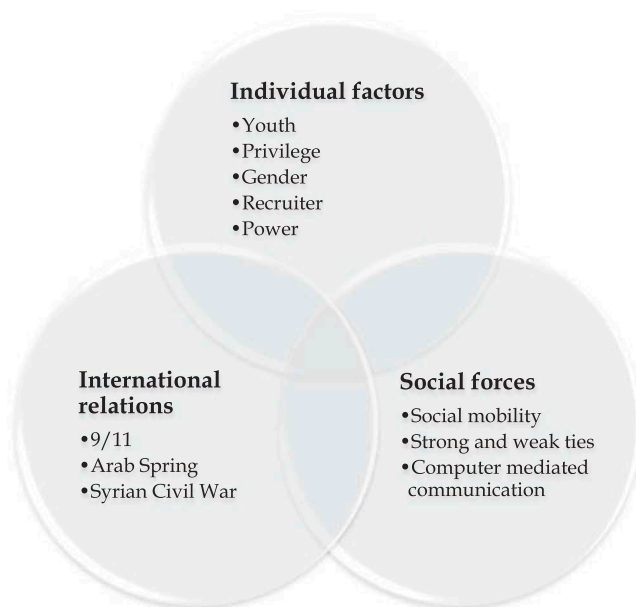 Individual factors
•Youth
•Privilege
•Gender
•Recruiter
•Power
International
relations
•9/11
•Arab Spring
•Syrian Civil War
Social forces
•Social mobility
•Strong and weak ties
•Computer mediated
communication